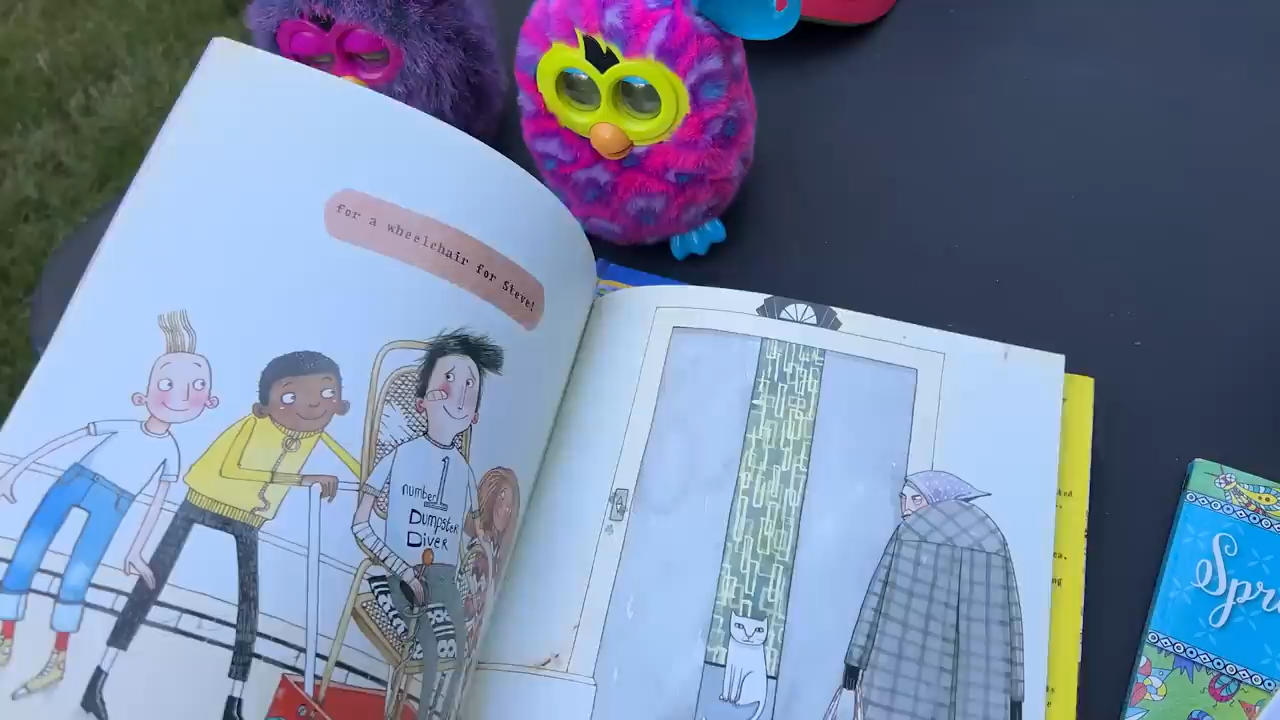 for a wheelchair for Steve!
number 1
Dumpster
Diver
Spr